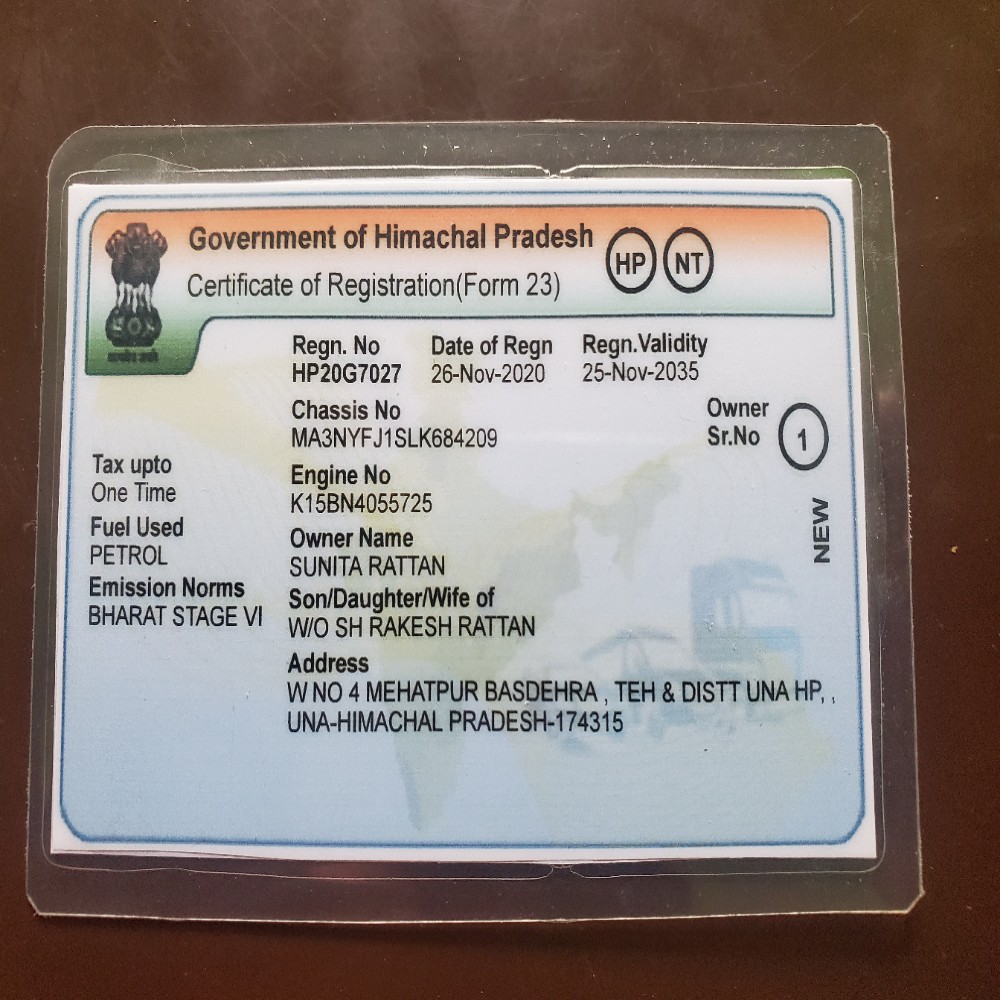 Government of Himachal Pradesh
HP NT
Certificate of Registration(Form 23)
Regn. No Date of Regn Regn.Validity
HP20G7027 26-Nov-2020 25-Nov-2035
Chassis No
MA3NYFJ1SLK684209
Owner
Sr.No 1
Tax upto
One Time
Engine No
K15BN4055725
NEW
Fuel Used
PETROL
Owner Name
SUNITA RATTAN
Emission Norms
BHARAT STAGE VI
Son/Daughter/Wife of
W/O SH RAKESH RATTAN
Address
W NO 4 MEHATPUR BASDEHRA , TEH & DISTT UNA HP, ,
UNA-HIMACHAL PRADESH-174315